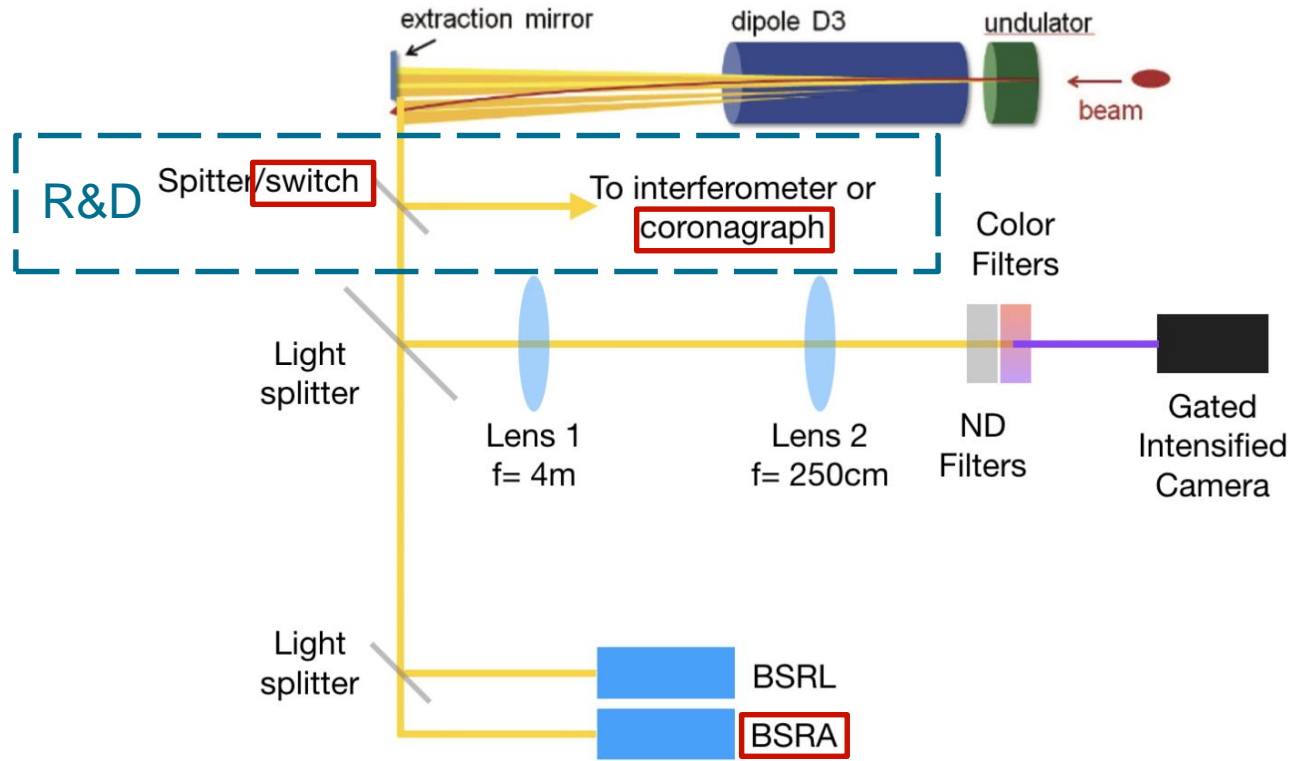 extraction mirror
dipole D3
undulator
beam
R&D
Spitter/switch
To interferometer or
coronagraph
Color
Filters
Light
splitter
Lens 1
f= 4m
Lens 2
f= 250cm
ND
Filters
Gated
Intensified
Camera
Light
splitter
BSRL
BSRA